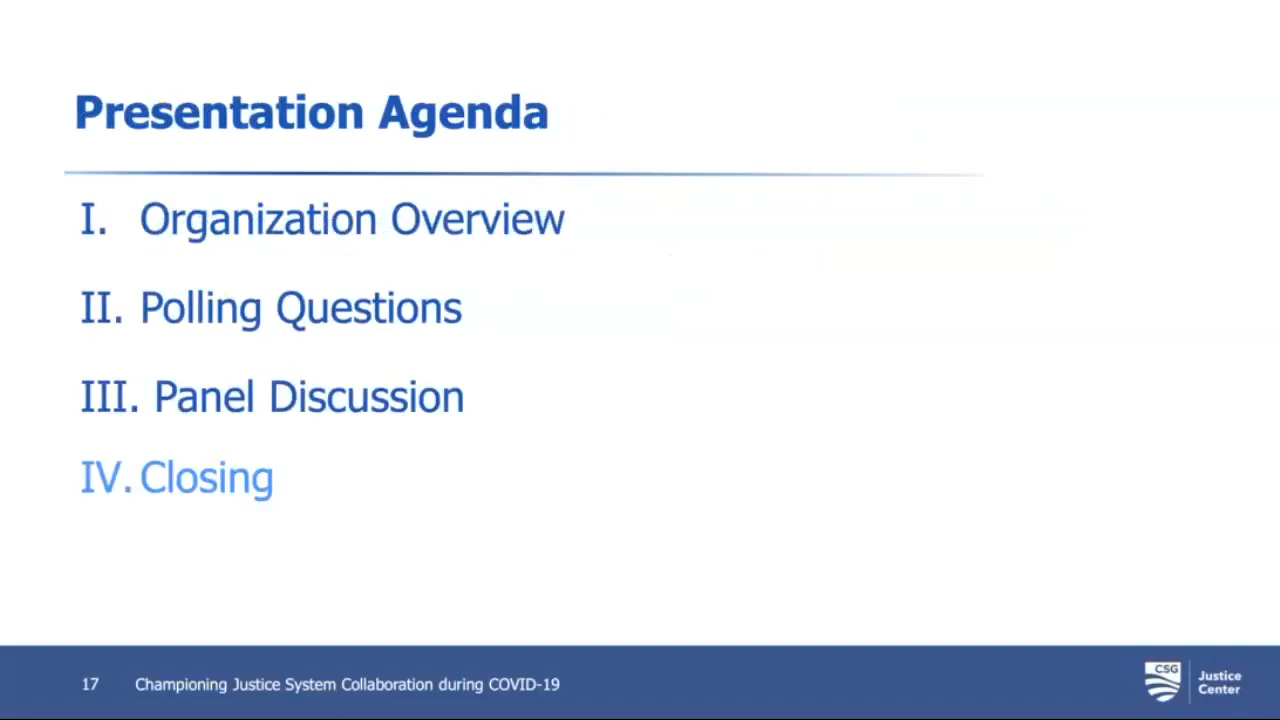 Presentation Agenda
I. Organization Overview
II. Polling Questions
III. Panel Discussion
IV. Closing
17 Championing Justice System Collaboration during COVID-19
CSG Justice
Center